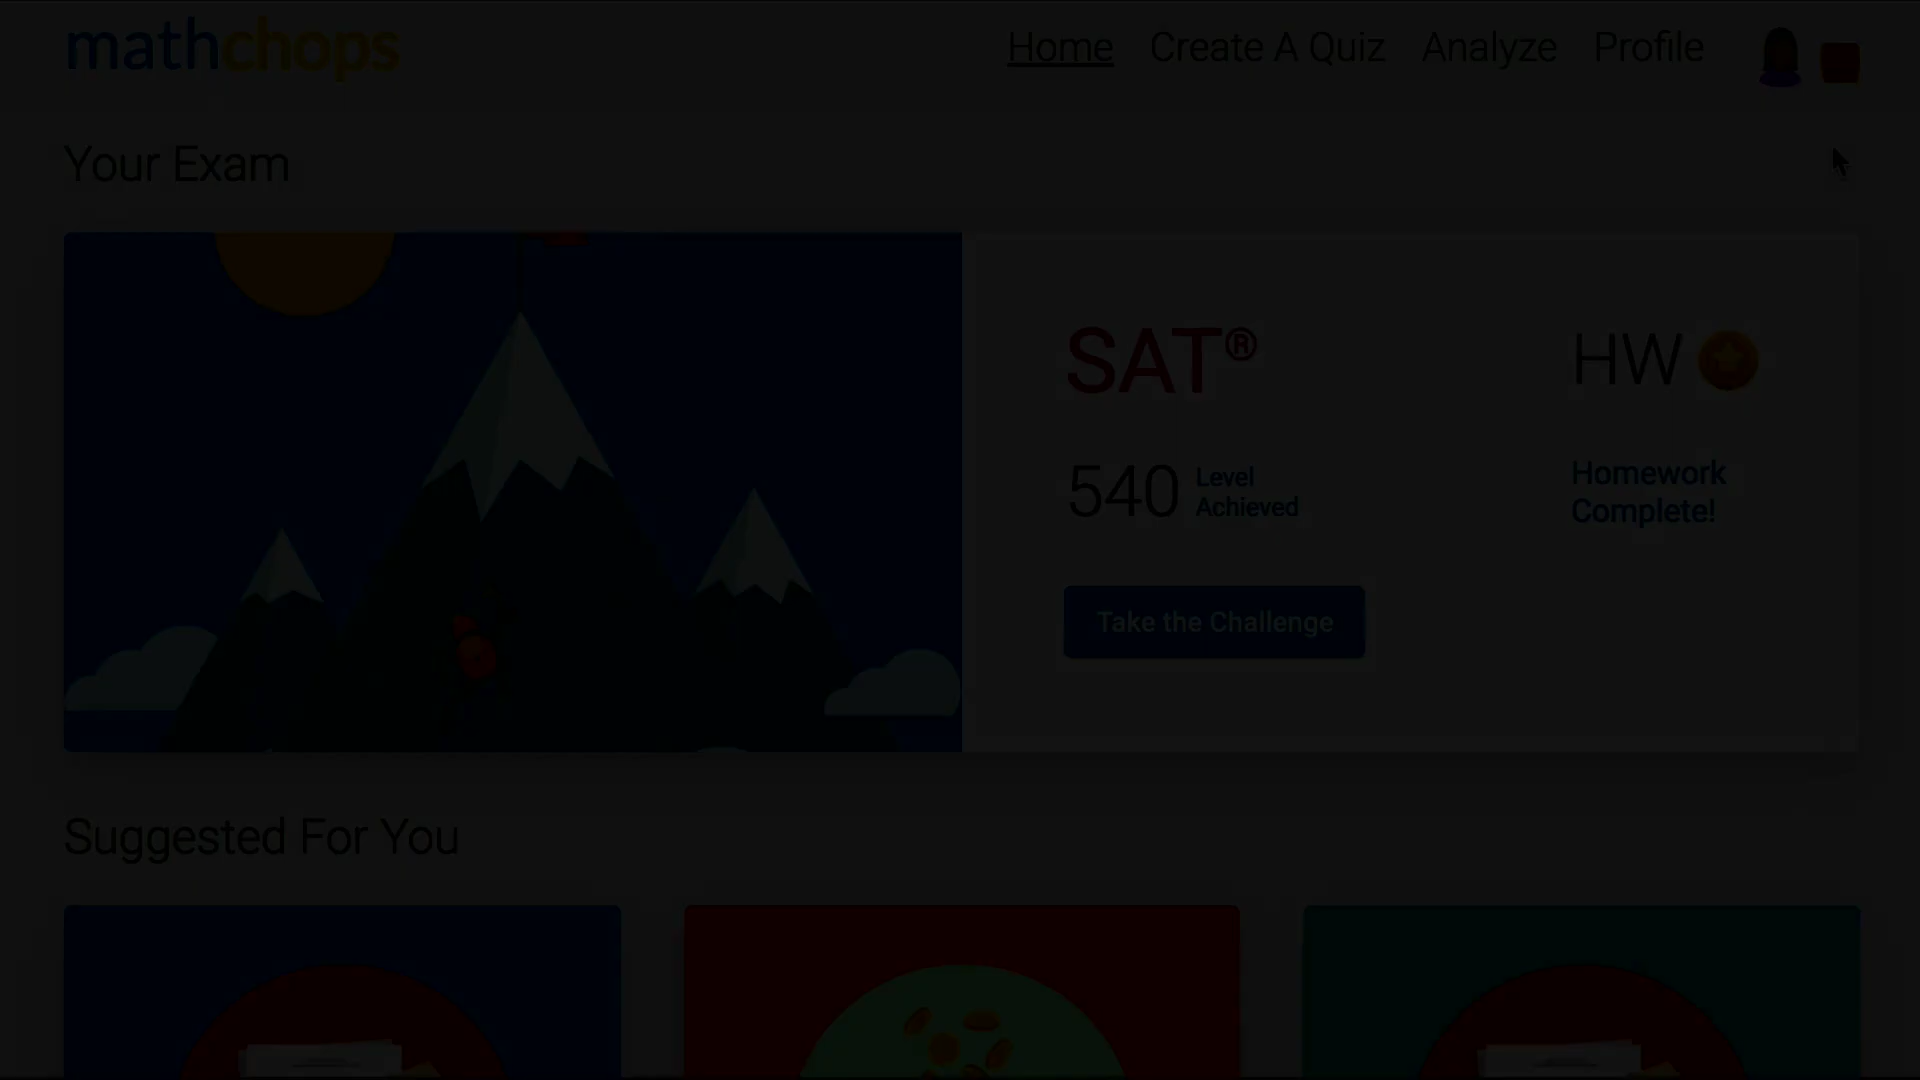 mathchops
Home Create A Quiz Analyze Profile
Your Exam
SAT®
HW
540 Level Achieved
Homework Complete!
Take the Challenge
Suggested For You